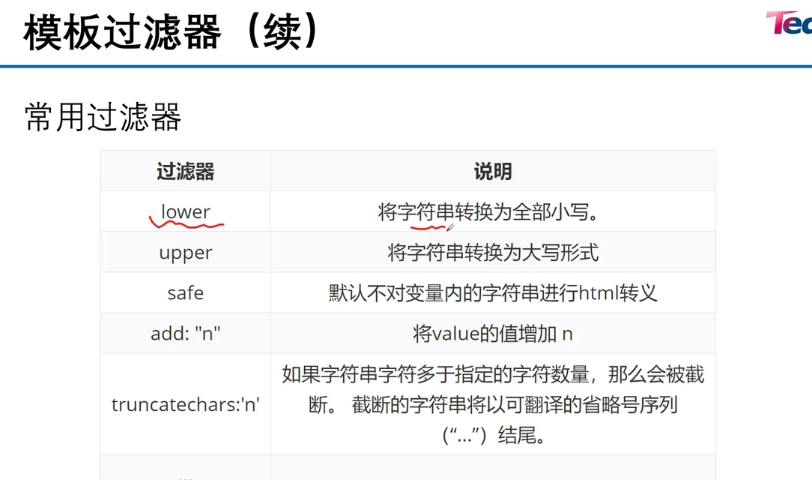 模板过滤器（续）
Ted
常用过滤器
过滤器 说明
lower 将字符串转换为全部小写。
upper 将字符串转换为大写形式
safe 默认不对变量内的字符串进行html转义
add: "n" 将value的值增加 n
truncatechars:'n' 如果字符串字符多于指定的字符数量，那么会被截
断。 截断的字符串将以可翻译的省略号序列
（“...”）结尾。